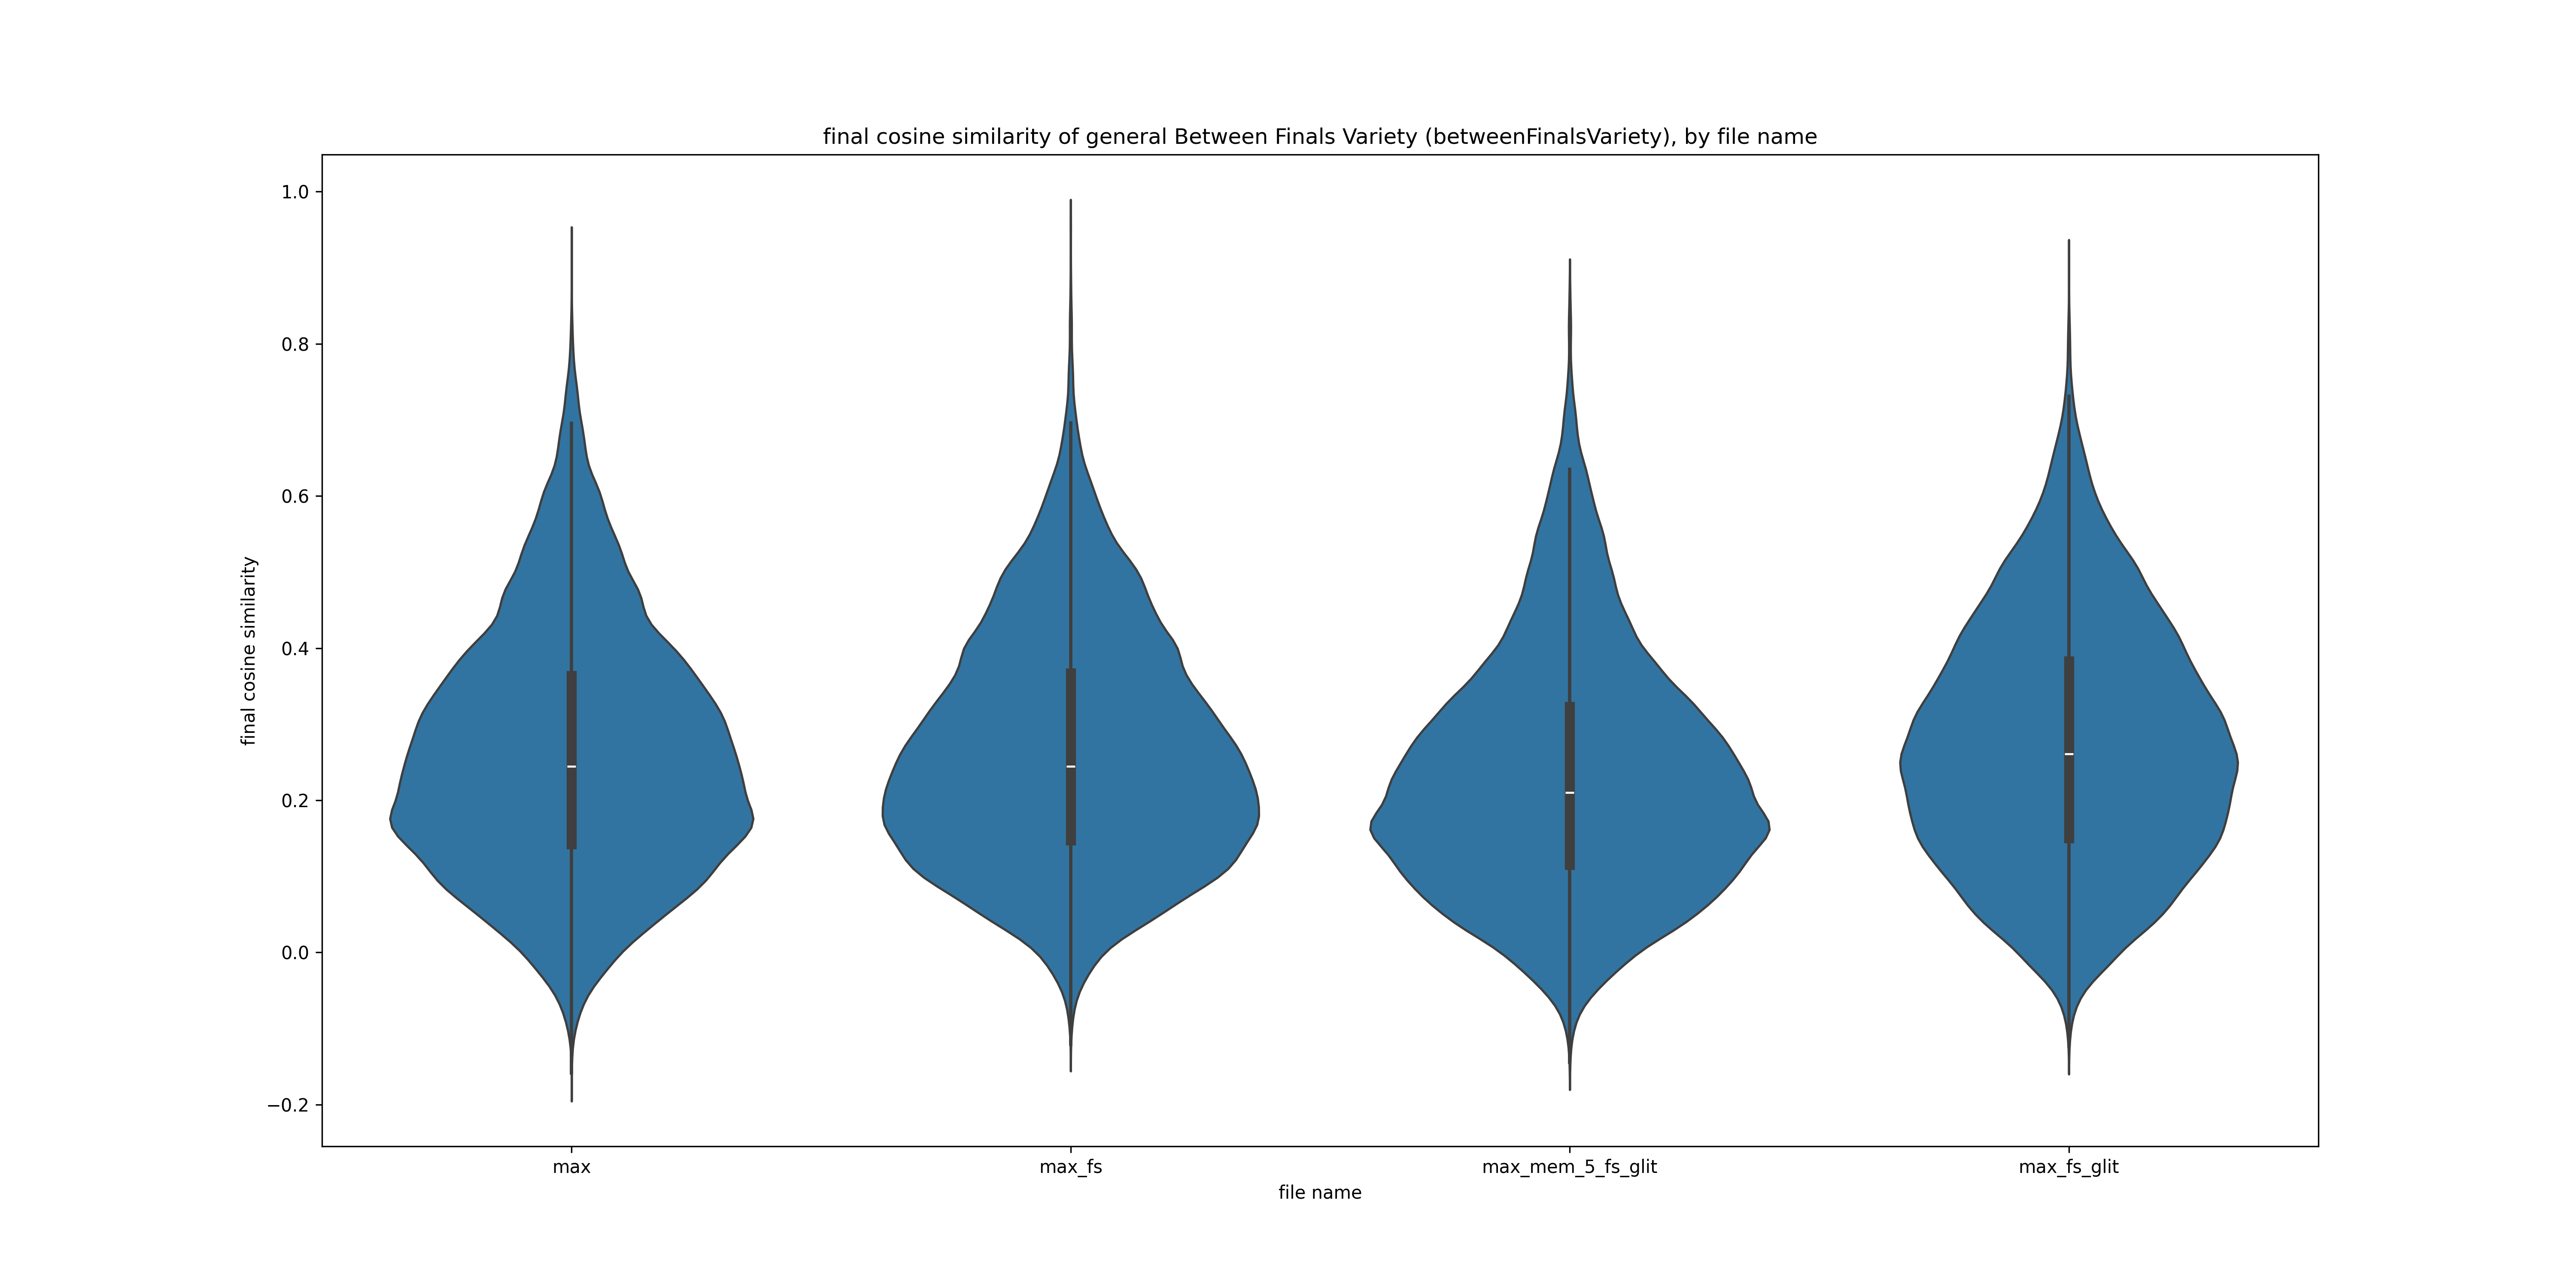 final cosine similarity of general Between Finals Variety (betweenFinalsVariety), by file name
1.0
0.8
0.6
0.4
0.2
0.0
−0.2
final cosine similarity
max
max_fs
max_mem_5_fs_glit
max_fs_glit
file name